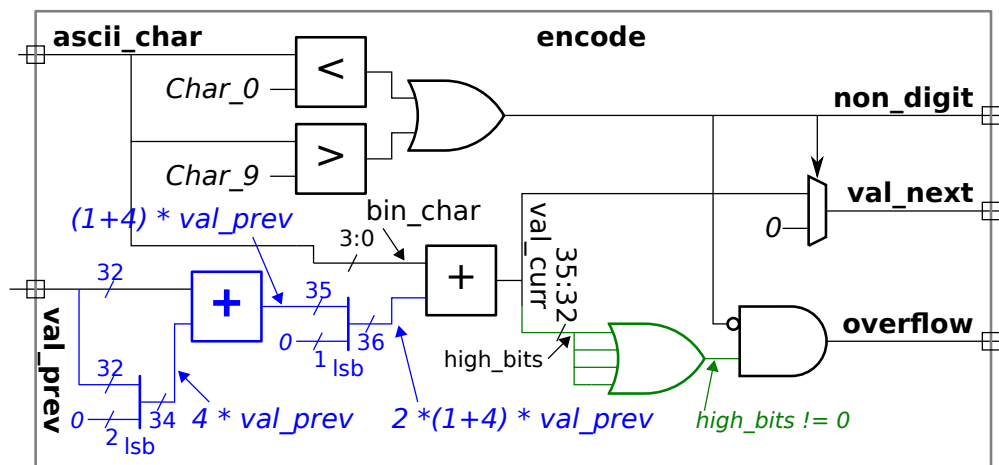 ascii_char
encode
<
Char_0
non_digit
>
Char_9
val_next
(1+4) * val_prev
bin_char
3:0
val_curr
35:32
0
32
+
+
35
0
1
lsb
36
high_bits
overflow
val_prev
32
0
2
lsb
34
4 * val_prev
2 *(1+4) * val_prev
high_bits != 0